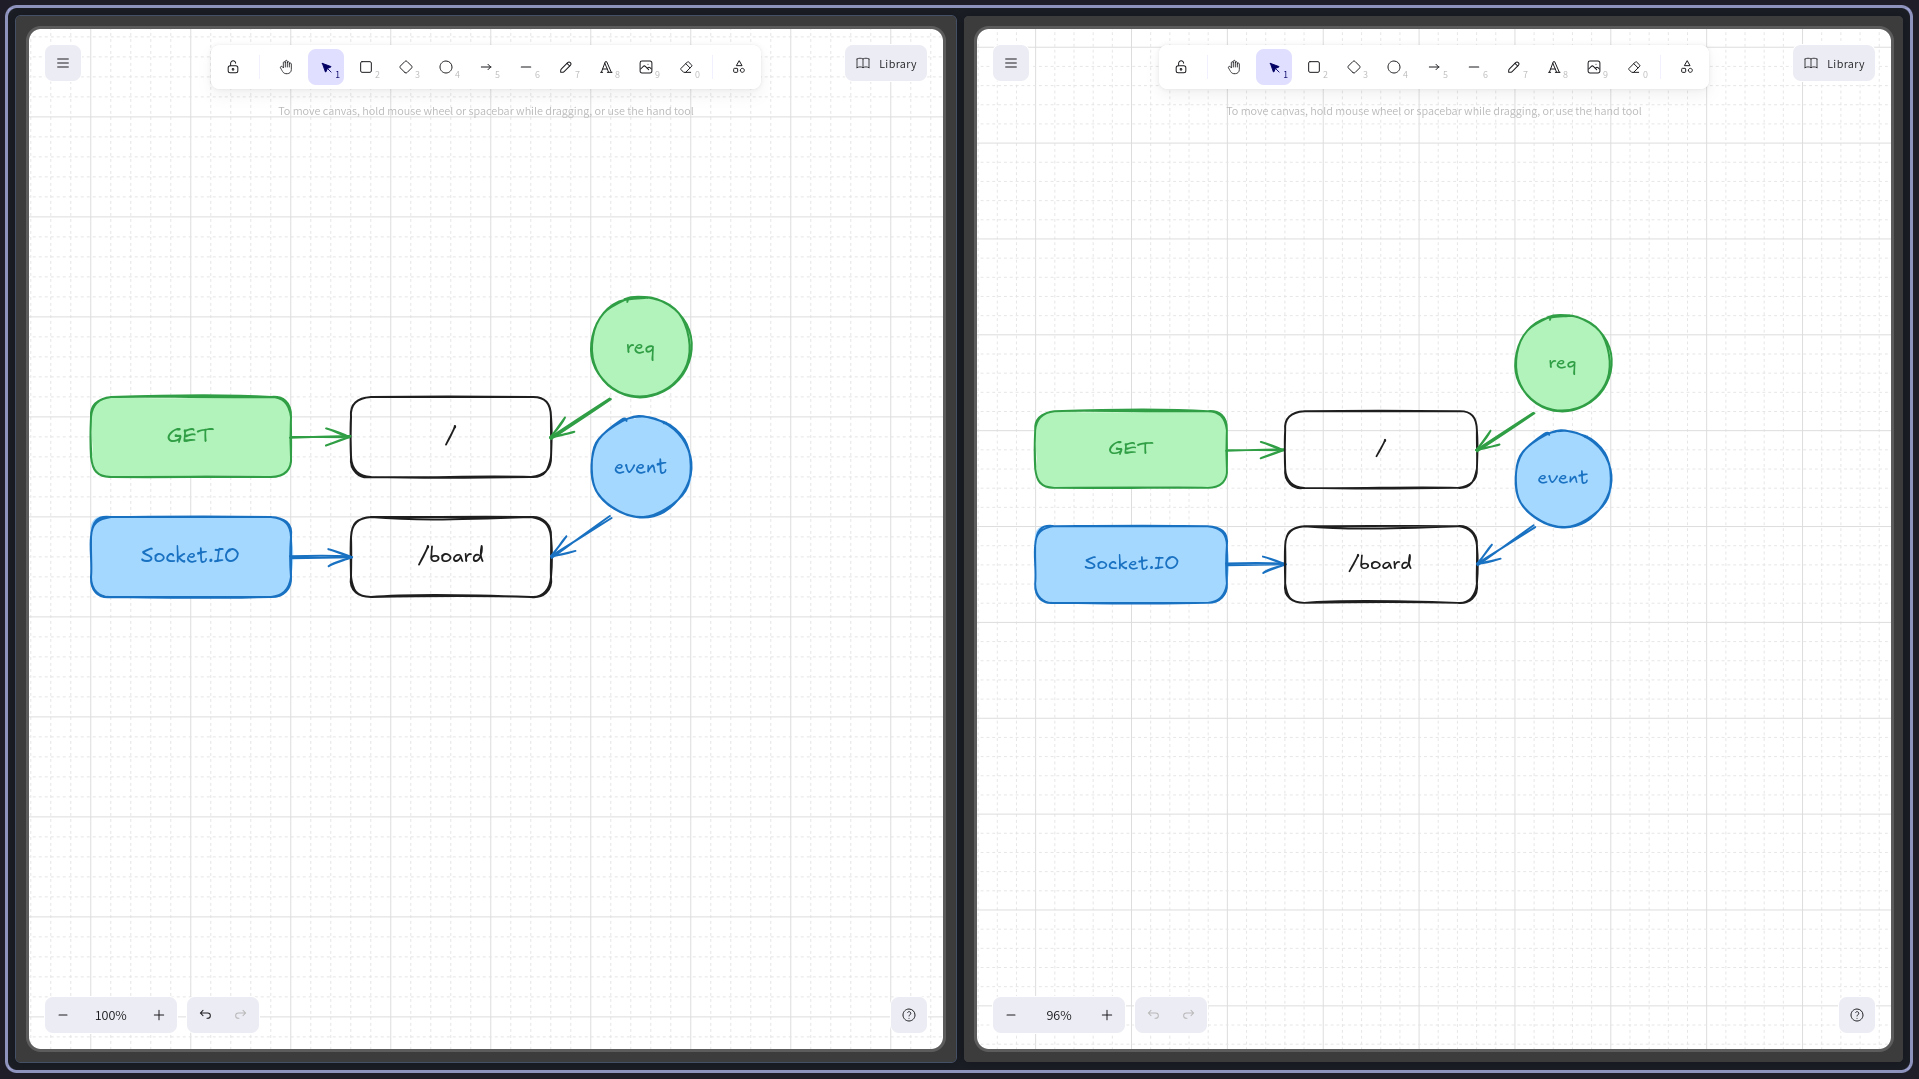 1
2
3
4
5
6
7
8
9
0
Library
To move canvas, hold mouse wheel or spacebar while dragging, or use the hand tool
req
GET
/
event
Socket.IO
/board
100%
1
2
3
4
5
6
7
8
9
0
Library
To move canvas, hold mouse wheel or spacebar while dragging, or use the hand tool
req
GET
/
event
Socket.IO
/board
96%